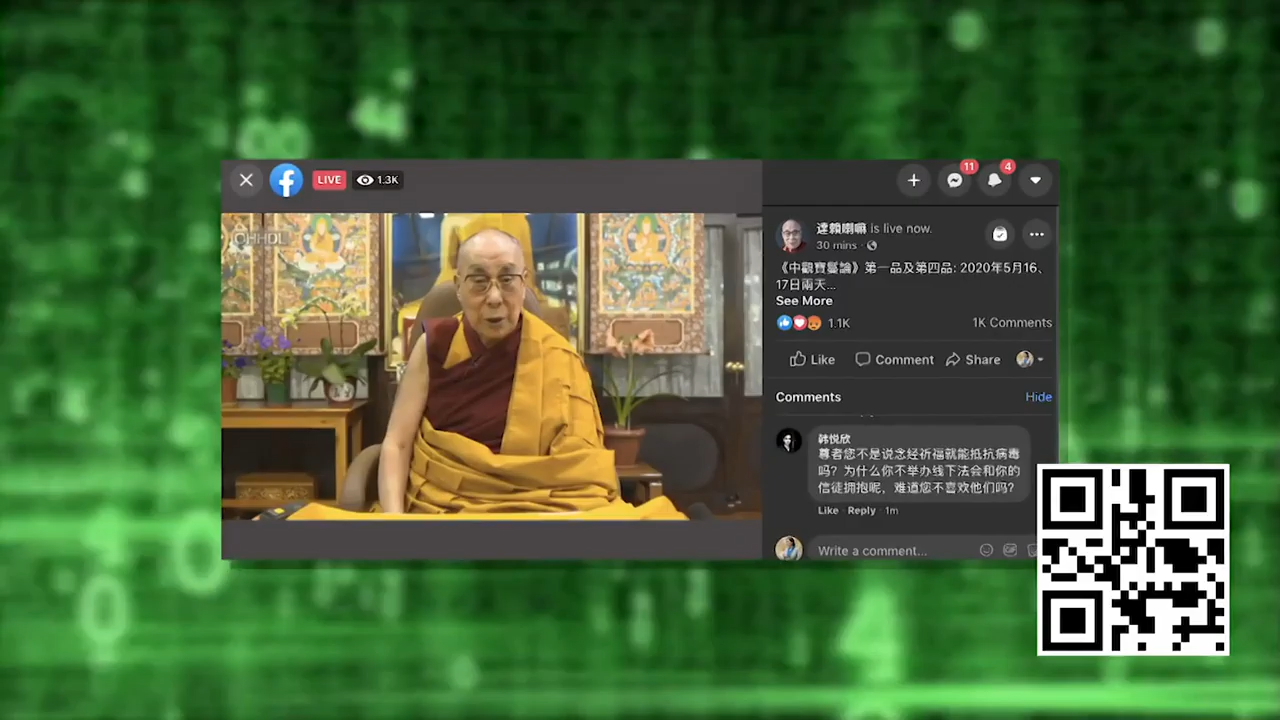 LIVE
1.3K
11
4
©HHDL
達賴喇嘛 is live now.
30 mins ·
《中觀寶鬘論》第一品及第四品: 2020年5月16、
17日兩天...
See More
1.1K
1K Comments
Like
Comment
Share
Comments
Hide
韩悦欣
尊者您不是说念经祈福就能抵抗病毒
吗？为什么你不举办线下法会和你的
信徒拥抱呢，难道您不喜欢他们吗？
Like · Reply · 1m
Write a comment...
GIF